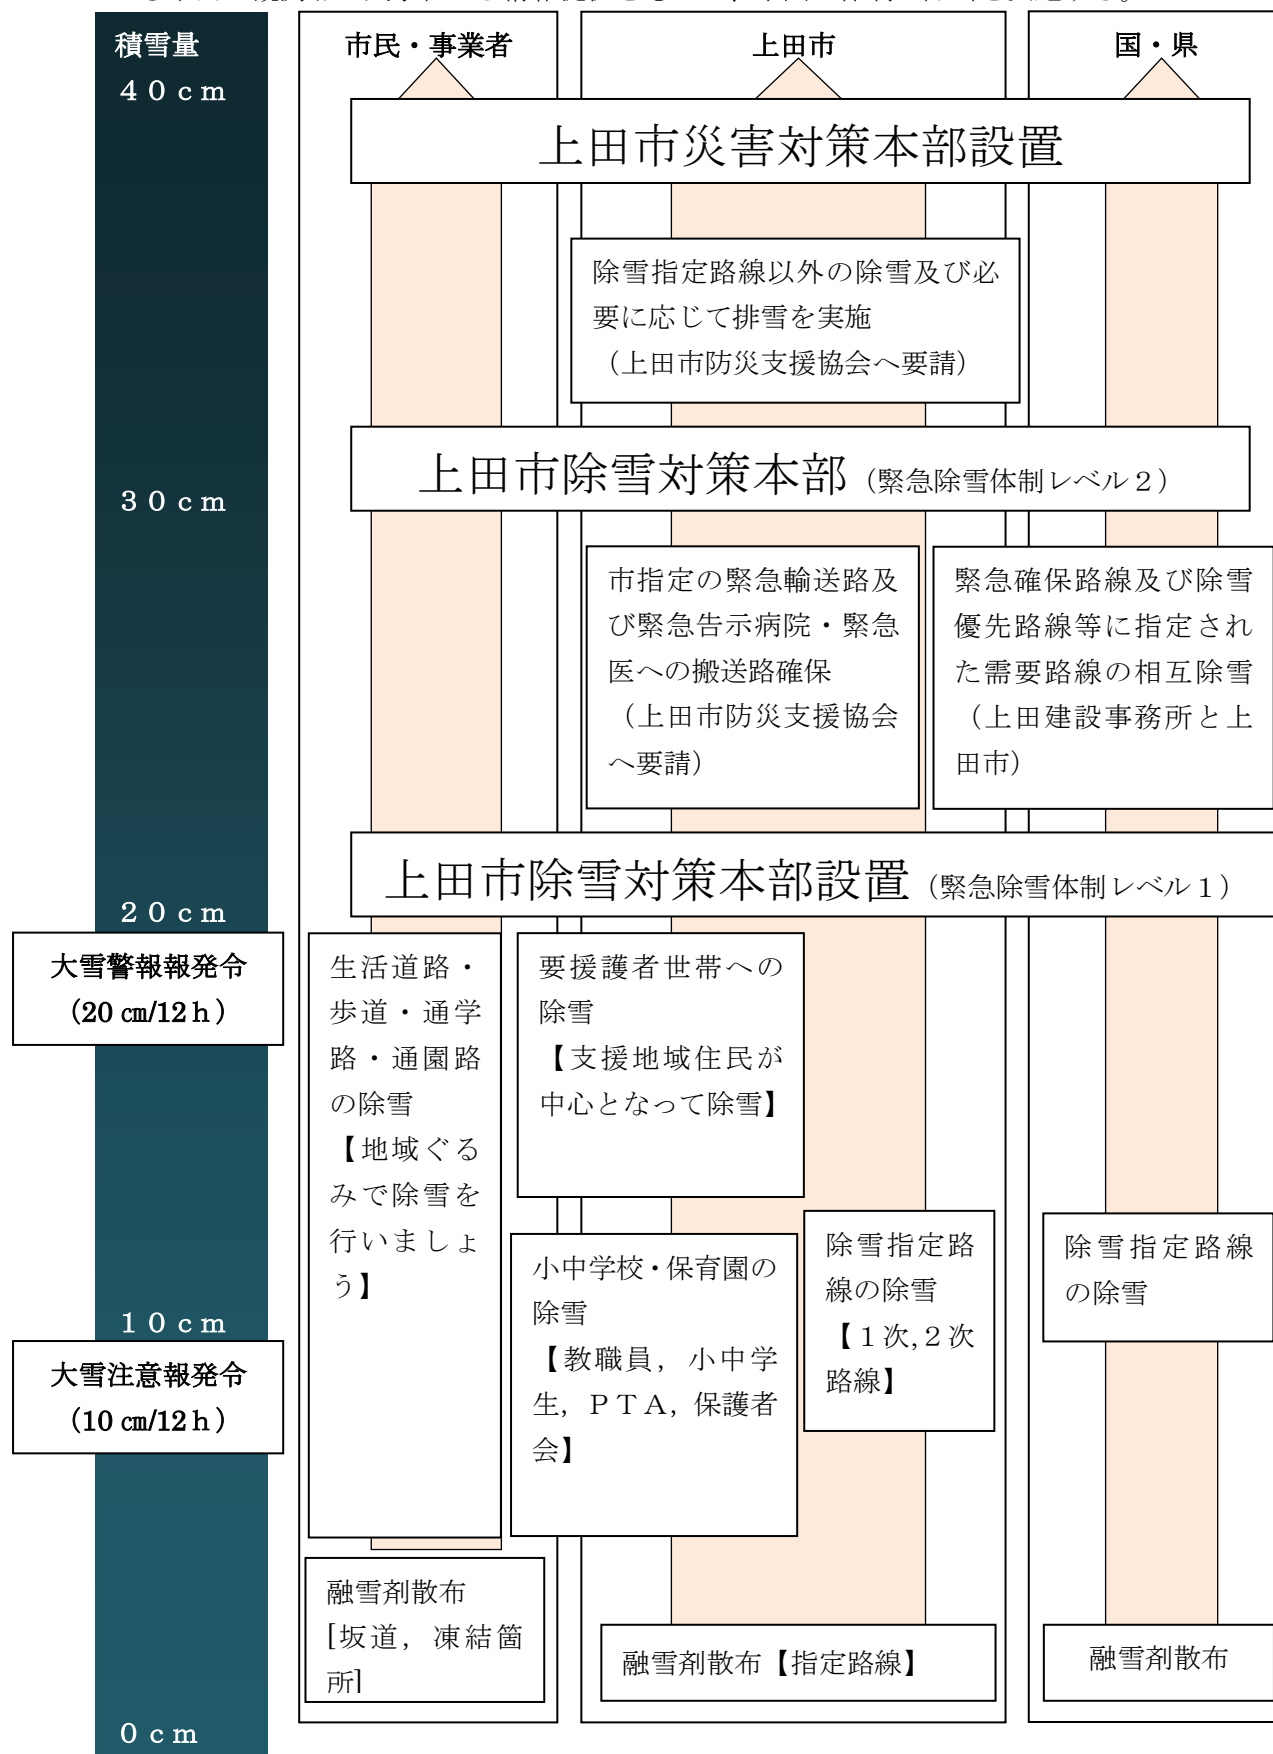 積雪量
４０ｃｍ
市民・事業者
上田市
国・県
上田市災害対策本部設置
除雪指定路線以外の除雪及び必
要に応じて排雪を実施
（上田市防災支援協会へ要請）
上田市除雪対策本部（緊急除雪体制レベル２）
３０ｃｍ
市指定の緊急輸送路及
び緊急告示病院・緊急
医への搬送路確保
（上田市防災支援協会
へ要請）
緊急確保路線及び除雪
優先路線等に指定され
た需要路線の相互除雪
（上田建設事務所と上
田市）
上田市除雪対策本部設置（緊急除雪体制レベル１）
２０ｃｍ
大雪警報報発令
（20 ㎝/12ｈ）
生活道路・
歩道・通学
路・通園路
の除雪
【地域ぐる
みで除雪を
行いましょ
う】
要援護者世帯への
除雪
【支援地域住民が
中心となって除雪】
小中学校・保育園の
除雪
【教職員，小中学
生，ＰＴＡ，保護者
会】
除雪指定路
線の除雪
【１次,２次
路線】
除雪指定路線
の除雪
１０ｃｍ
大雪注意報発令
（10 ㎝/12ｈ）
融雪剤散布
[坂道，凍結箇
所]
融雪剤散布【指定路線】
融雪剤散布
０ｃｍ